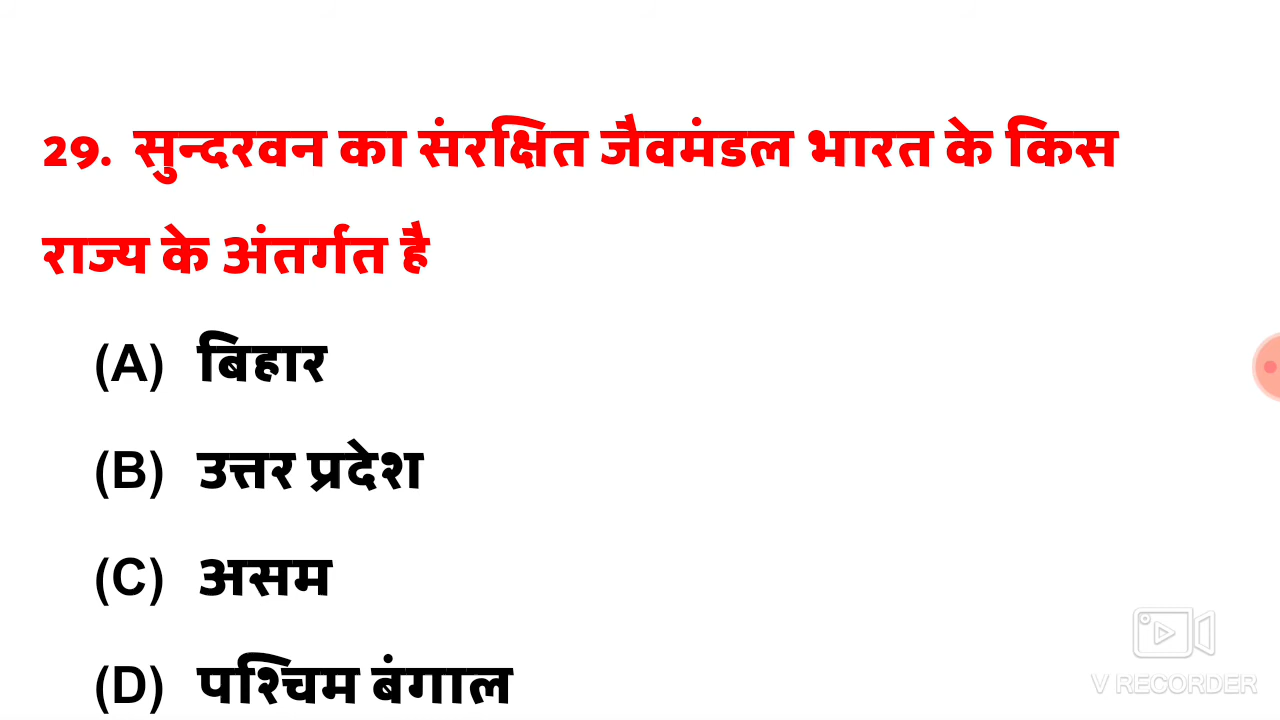 29. सुन्दरवन का संरक्षित जैवमंडल भारत के किस
राज्य के अंतर्गत है
(A) बिहार
(B) उत्तर प्रदेश
(C) असम
(D) पश्चिम बंगाल
V RECORDER